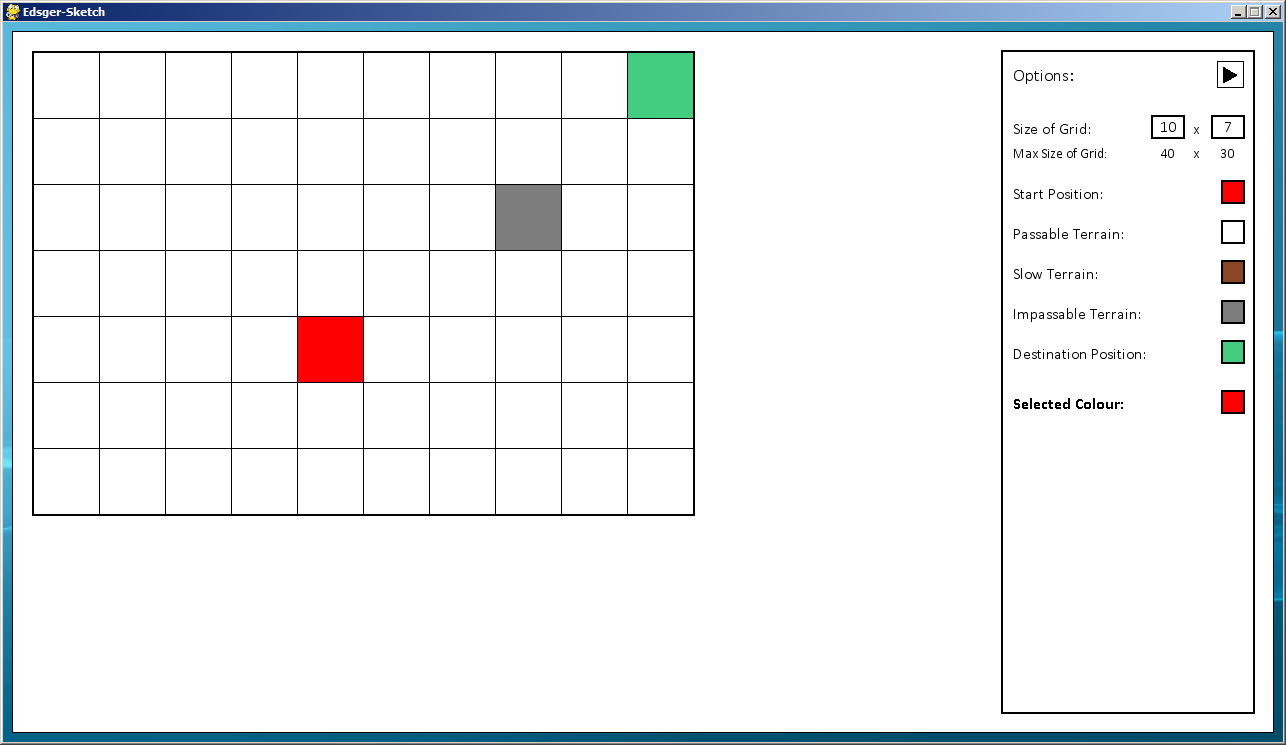 Edsger-Sketch
Options:
Size of Grid: 10 x 7
Max Size of Grid: 40 x 30
Start Position:
Passable Terrain:
Slow Terrain:
Impassable Terrain:
Destination Position:
Selected Colour: